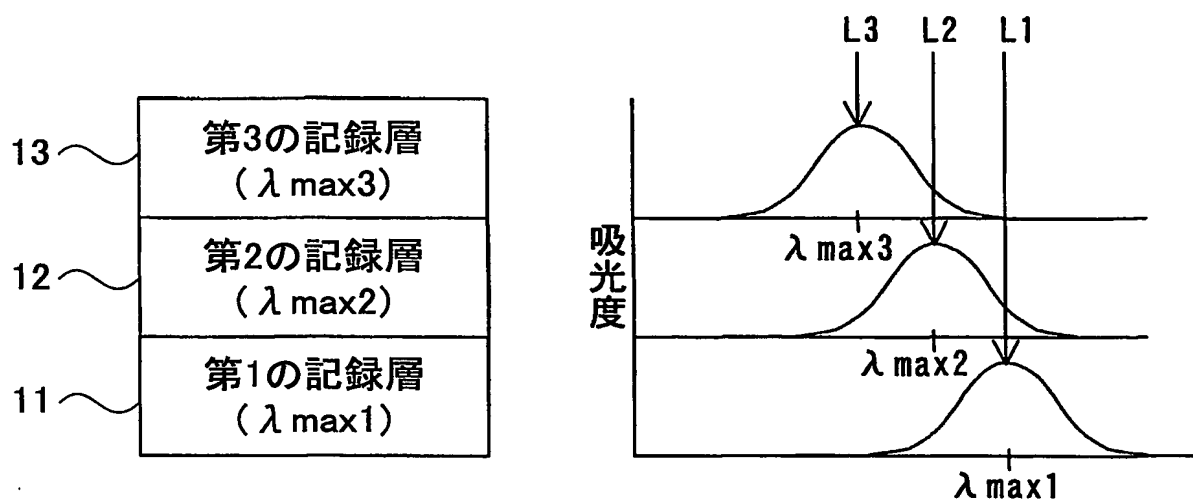 L3 L2 L1
13
第3の記録層
(λmax3)
12
第2の記録層
(λmax2)
11
第1の記録層
(λmax1)
吸光度
λmax3
λmax2
λmax1